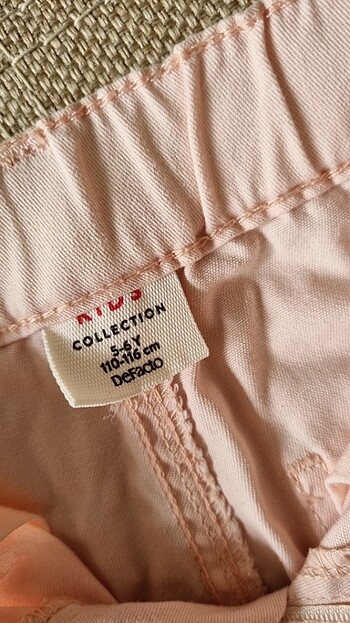 KIDS
COLLECTION
5-6 Y
110-116 cm
DeFacto